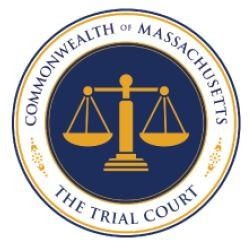 COMMONWEALTH OF MASSACHUSETTS
THE TRIAL COURT